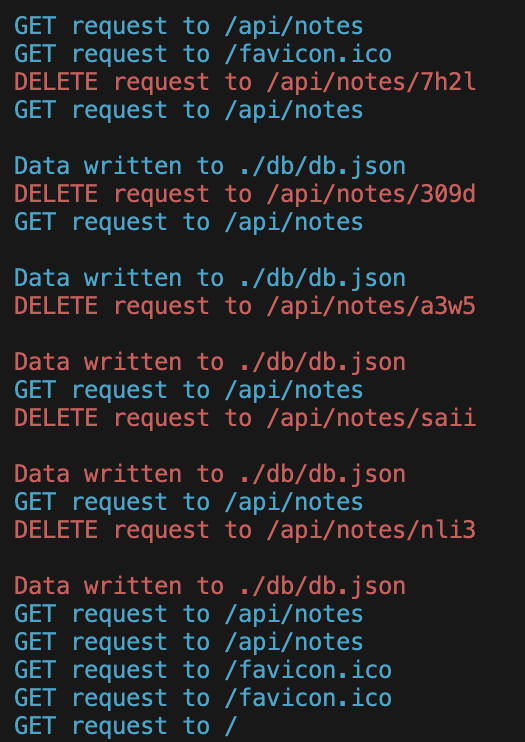 GET request to /api/notes
GET request to /favicon.ico
DELETE request to /api/notes/7h2l
GET request to /api/notes
Data written to ./db/db.json
DELETE request to /api/notes/309d
GET request to /api/notes
Data written to ./db/db.json
DELETE request to /api/notes/a3w5
Data written to ./db/db.json
GET request to /api/notes
DELETE request to /api/notes/saii
Data written to ./db/db.json
GET request to /api/notes
DELETE request to /api/notes/nli3
Data written to ./db/db.json
GET request to /api/notes
GET request to /api/notes
GET request to /favicon.ico
GET request to /favicon.ico
GET request to /